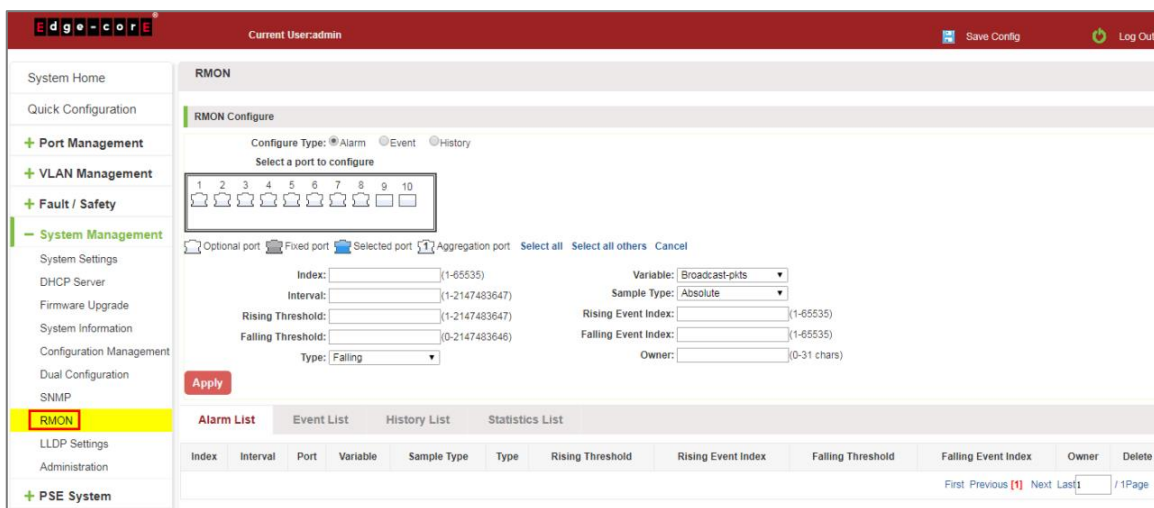 Edge-corE®
Current User:admin
Save Config
Log Out
System Home
Quick Configuration
+ Port Management
+ VLAN Management
+ Fault / Safety
− System Management
System Settings
DHCP Server
Firmware Upgrade
System Information
Configuration Management
Dual Configuration
SNMP
RMON
LLDP Settings
Administration
+ PSE System
RMON
RMON Configure
Configure Type: Alarm Event History
Select a port to configure
1 2 3 4 5 6 7 8 9 10
Optional port Fixed port Selected port 1 Aggregation port Select all Select all others Cancel
Index: (1-65535) Variable: Broadcast-pkts
Interval: (1-2147483647) Sample Type: Absolute
Rising Threshold: (1-2147483647) Rising Event Index: (1-65535)
Falling Threshold: (0-2147483646) Falling Event Index: (1-65535)
Type: Falling Owner: (0-31 chars)
Apply
Alarm List Event List History List Statistics List
Index Interval Port Variable Sample Type Type Rising Threshold Rising Event Index Falling Threshold Falling Event Index Owner Delete
First Previous [1] Next Last 1 / 1Page